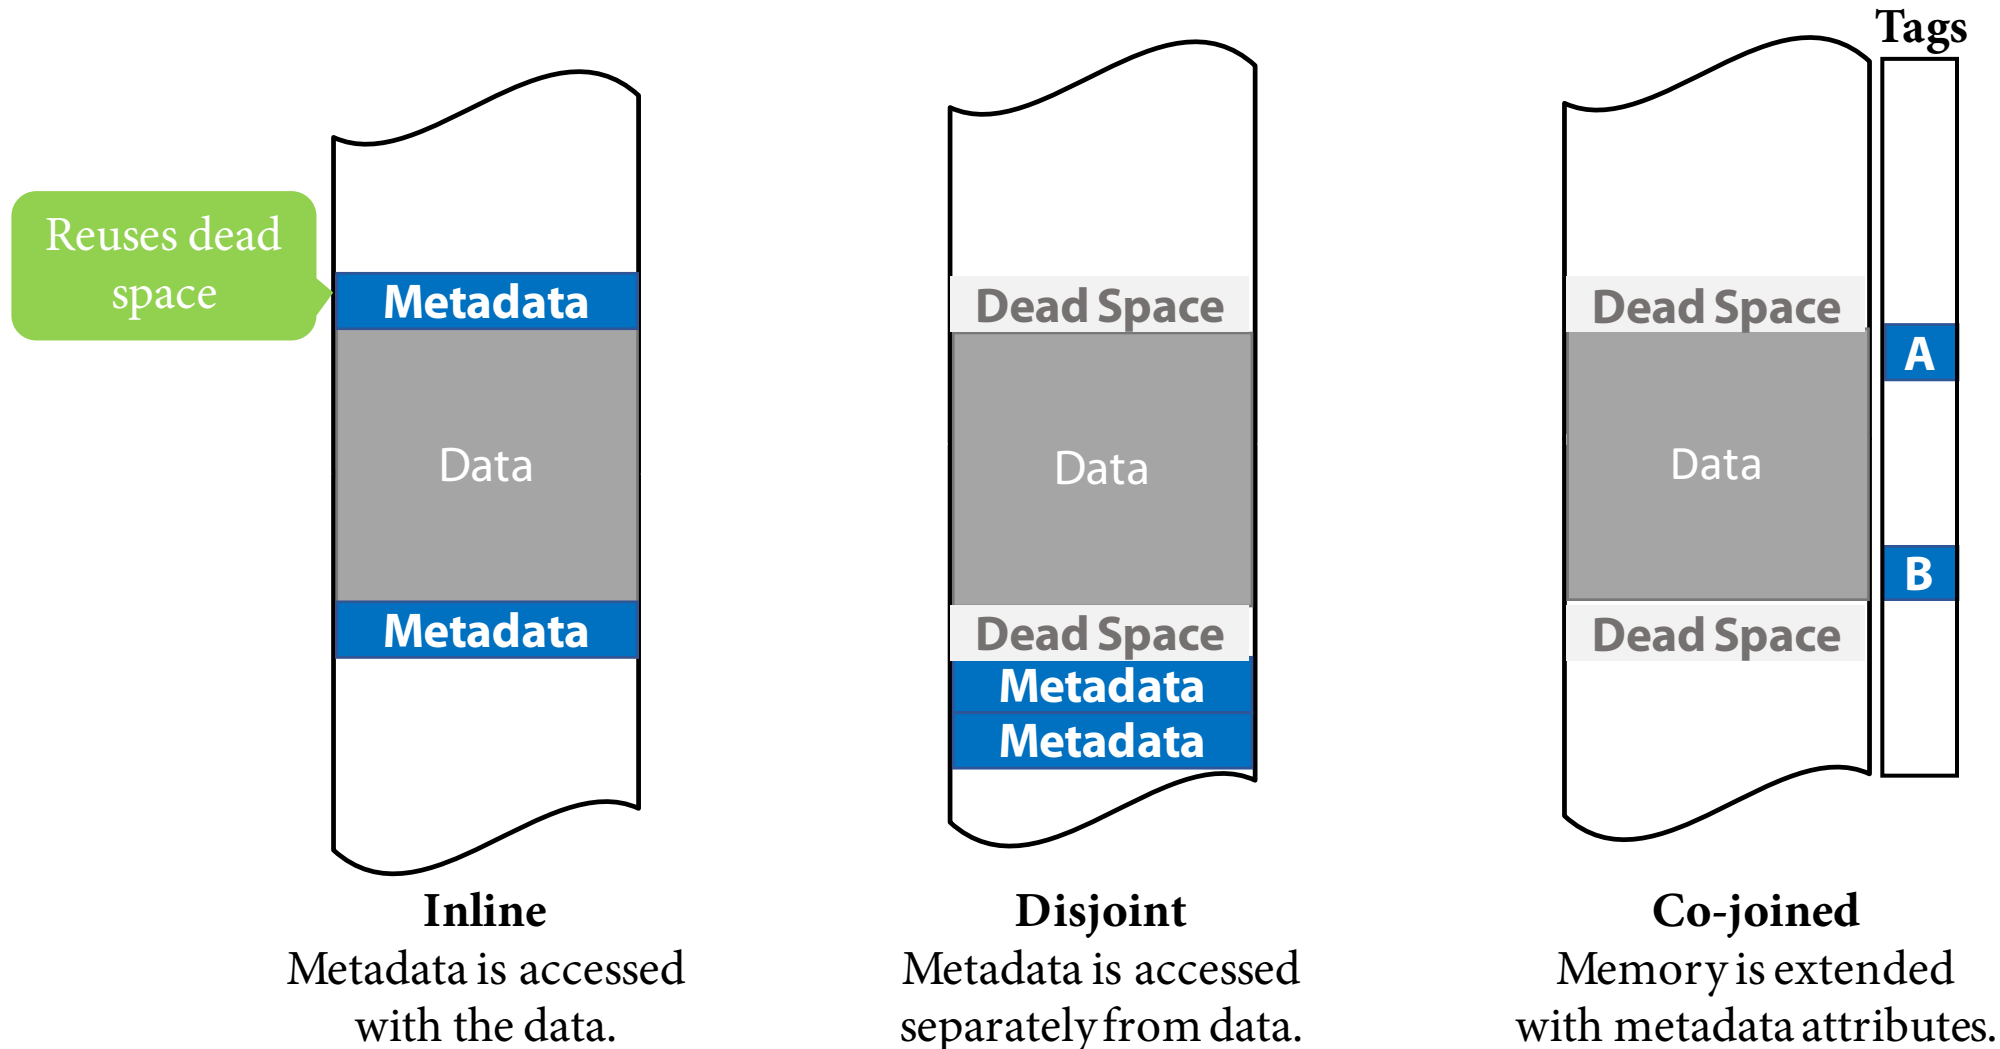 Tags
Reuses dead
space
Metadata
Data
Metadata
Inline
Metadata is accessed
with the data.
Dead Space
Data
Dead Space
Metadata
Metadata
Disjoint
Metadata is accessed
separately from data.
Dead Space
A
Data
B
Dead Space
Co-joined
Memory is extended
with metadata attributes.